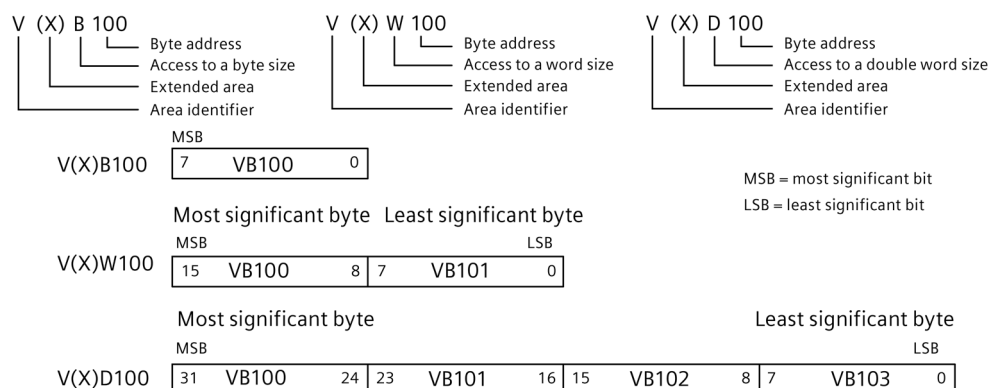 V (X) B 100
Byte address
Access to a byte size
Extended area
Area identifier
V (X) W 100
Byte address
Access to a word size
Extended area
Area identifier
V (X) D 100
Byte address
Access to a double word size
Extended area
Area identifier
MSB
V(X)B100 7 VB100 0
MSB = most significant bit
LSB = least significant bit
Most significant byte Least significant byte
MSB LSB
V(X)W100 15 VB100 8 7 VB101 0
Most significant byte Least significant byte
MSB LSB
V(X)D100 31 VB100 24 23 VB101 16 15 VB102 8 7 VB103 0